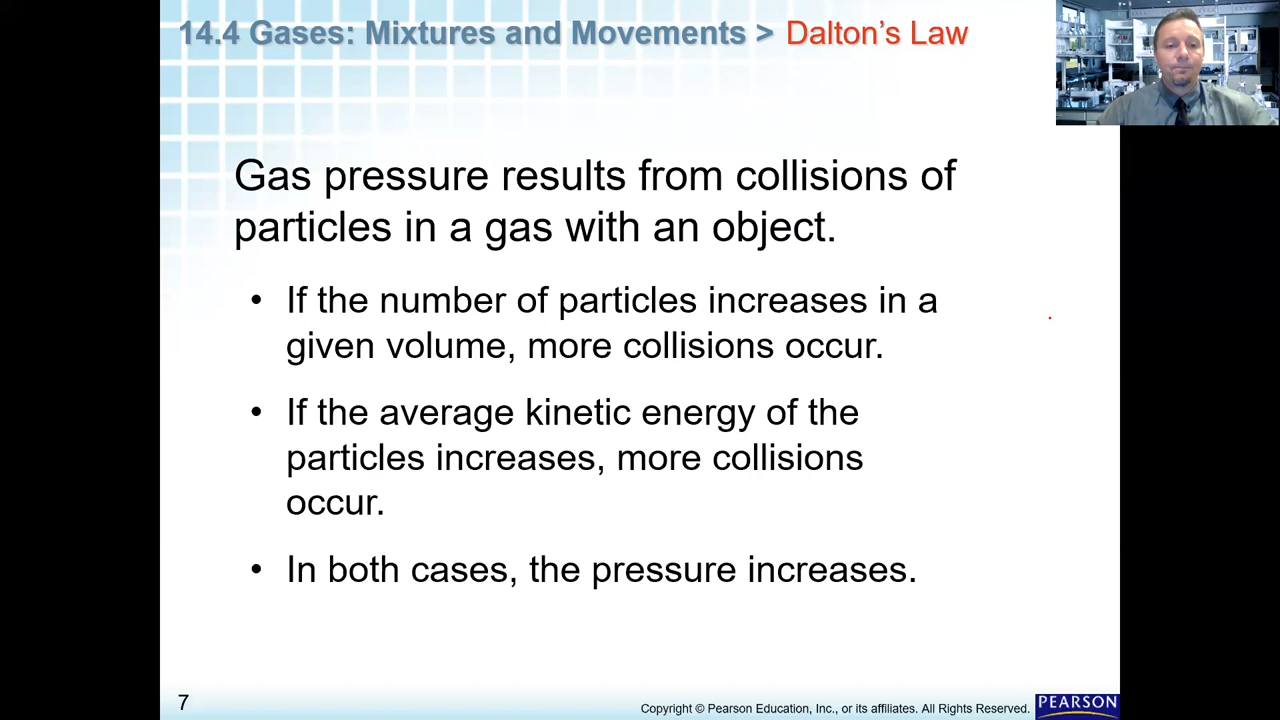 14.4 Gases: Mixtures and Movements > Dalton's Law
Gas pressure results from collisions of
particles in a gas with an object.
• If the number of particles increases in a
given volume, more collisions occur.
• If the average kinetic energy of the
particles increases, more collisions
occur.
• In both cases, the pressure increases.
7
Copyright © Pearson Education, Inc., or its affiliates. All Rights Reserved.
PEARSON